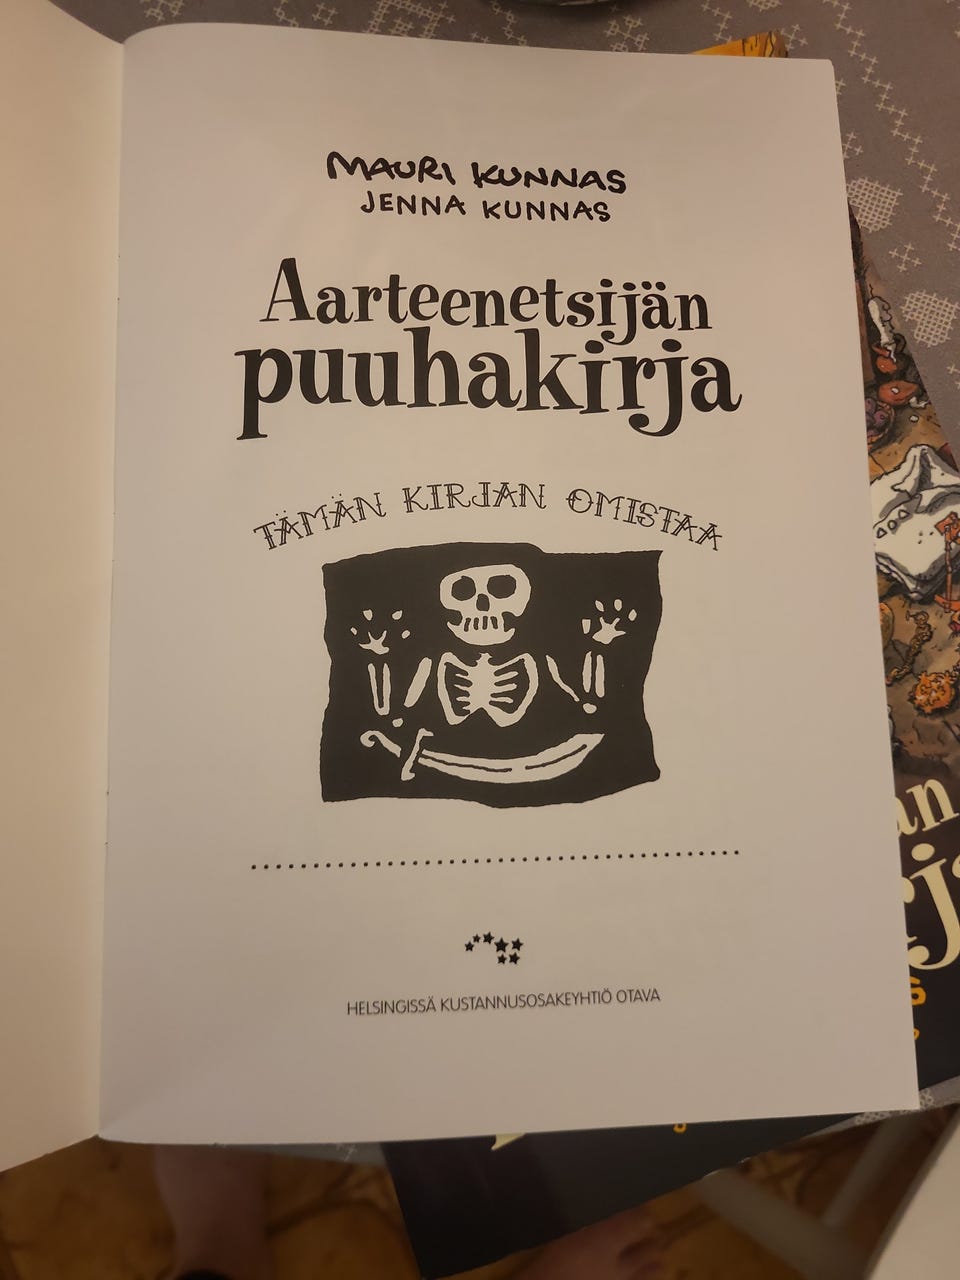 MAURI KUNNAS
JENNA KUNNAS
Aarteenetsijän
puuhakirja
TÄMÄN KIRJAN OMISTAA
HELSINGISSÄ KUSTANNUSOSAKEYHTIÖ OTAVA